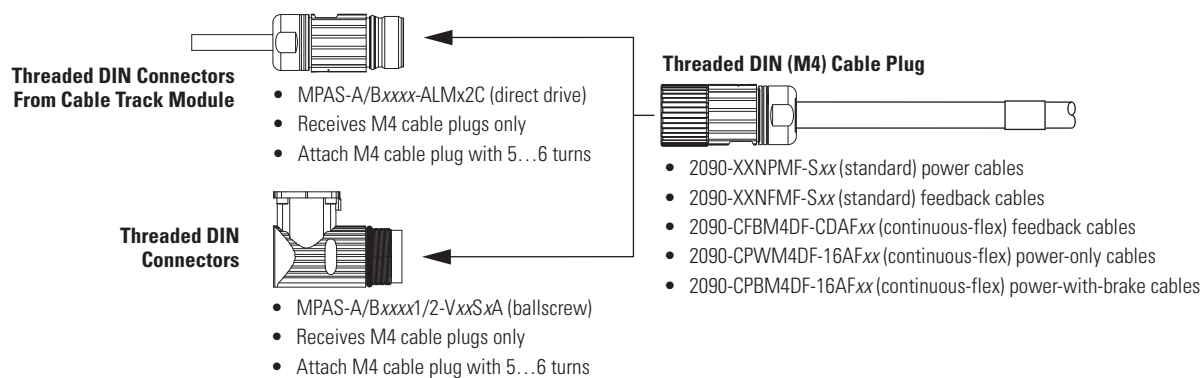 Threaded DIN Connectors
From Cable Track Module
• MPAS-A/Bxxxx-ALMx2C (direct drive)
• Receives M4 cable plugs only
• Attach M4 cable plug with 5…6 turns
Threaded DIN
Connectors
• MPAS-A/Bxxxx1/2-VxxSxA (ballscrew)
• Receives M4 cable plugs only
• Attach M4 cable plug with 5…6 turns
Threaded DIN (M4) Cable Plug
• 2090-XXNPMF-Sxx (standard) power cables
• 2090-XXNFMF-Sxx (standard) feedback cables
• 2090-CFBM4DF-CDAFxx (continuous-flex) feedback cables
• 2090-CPWM4DF-16AFxx (continuous-flex) power-only cables
• 2090-CPBM4DF-16AFxx (continuous-flex) power-with-brake cables